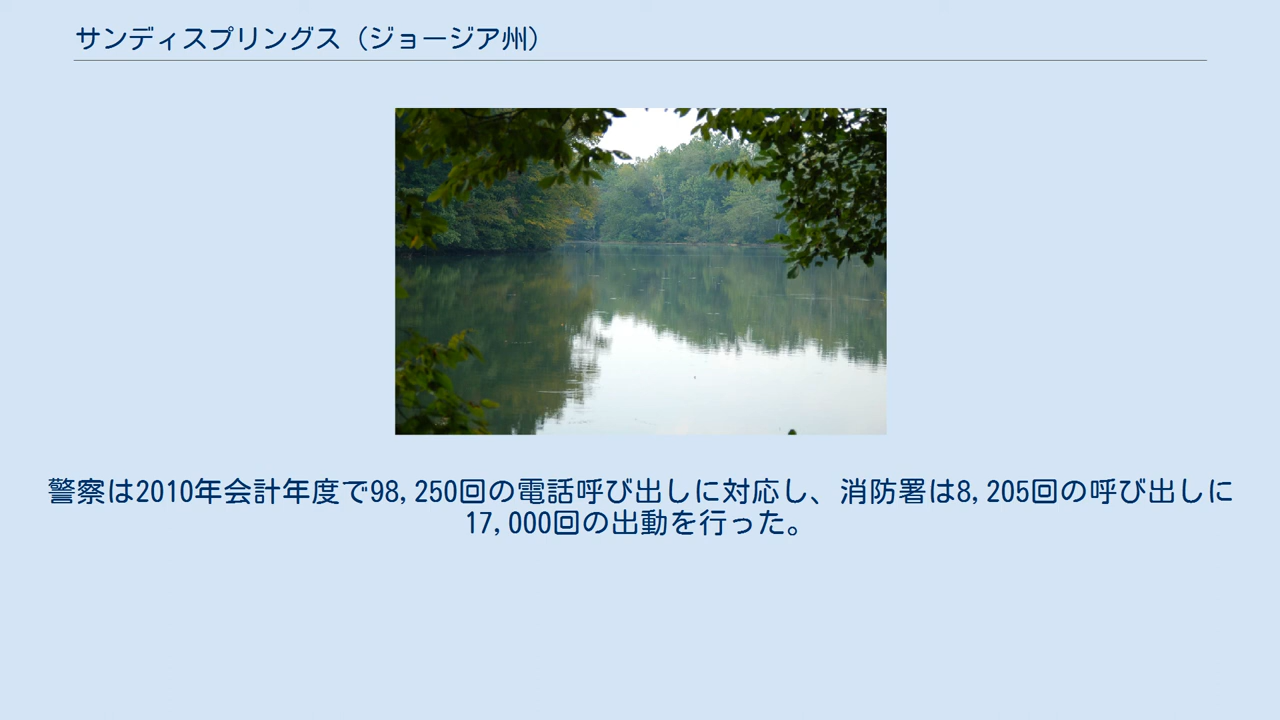 サンディスプリングス（ジョージア州）
警察は2010年会計年度で98,250回の電話呼び出しに対応し、消防署は8,205回の呼び出しに
17,000回の出動を行った。